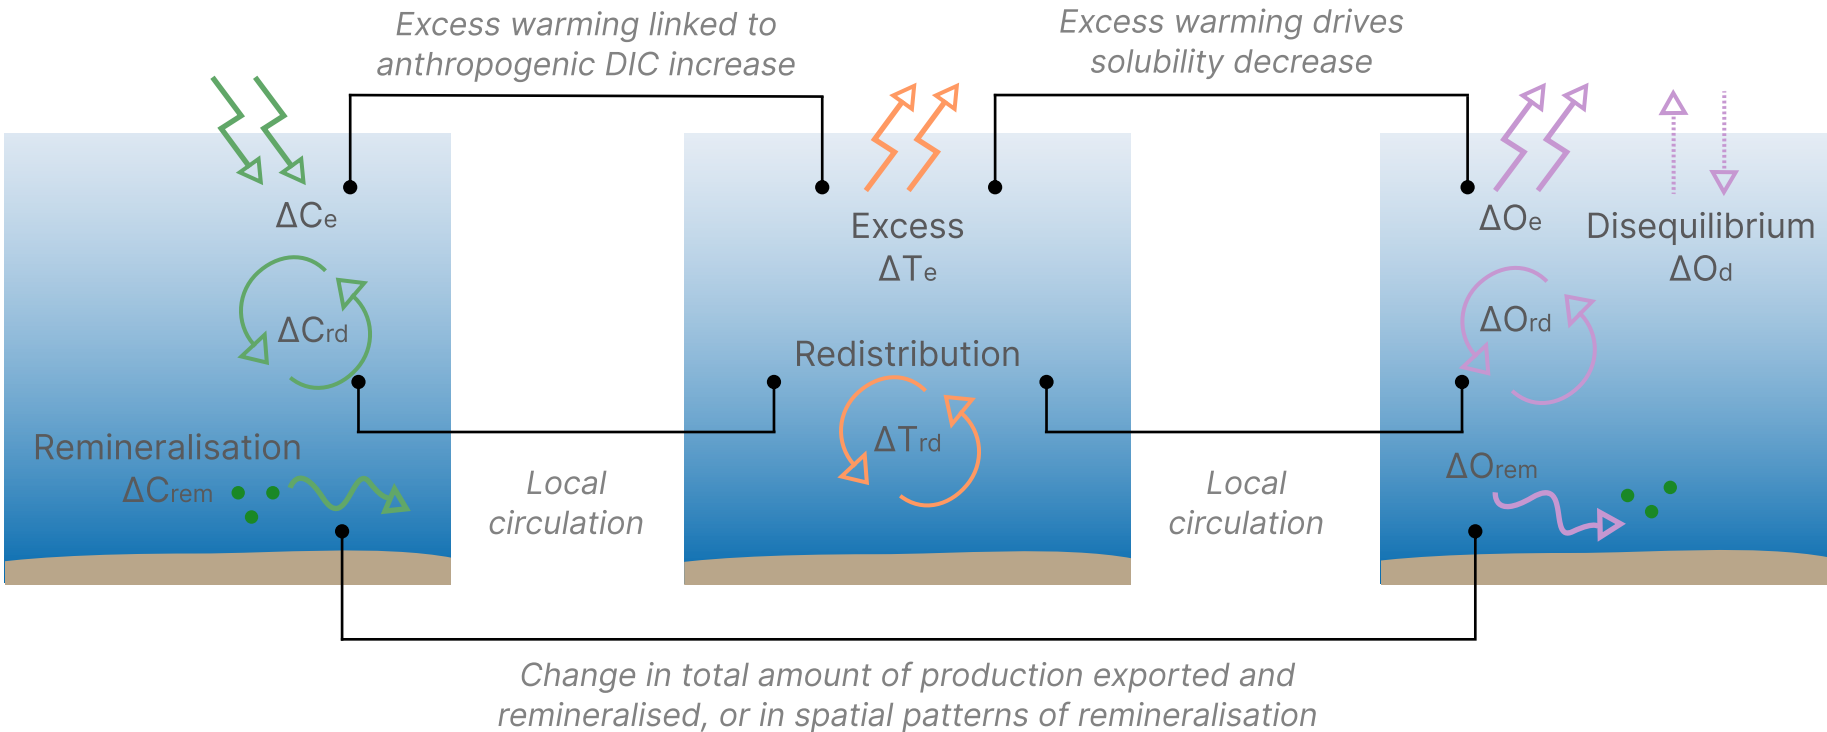 Excess warming linked to
anthropogenic DIC increase
Excess warming drives
solubility decrease
ΔCe
ΔCrd
Remineralisation
ΔCrem
Excess
ΔTe
Redistribution
ΔTrd
ΔOe
Disequilibrium
ΔOd
ΔOrd
ΔOrem
Local
circulation
Local
circulation
Change in total amount of production exported and
remineralised, or in spatial patterns of remineralisation